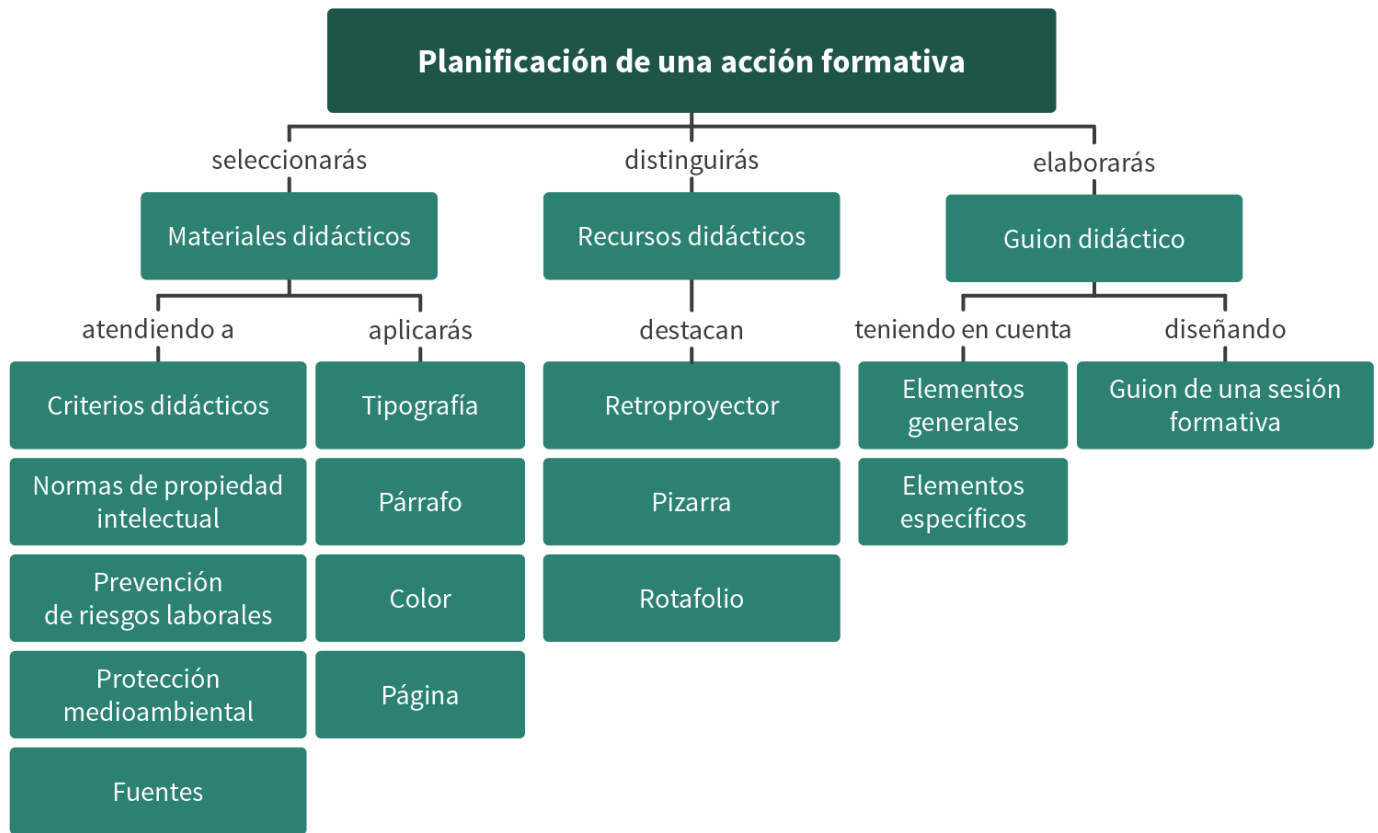 Planificación de una acción formativa
seleccionarás
distinguirás
elaborarás
Materiales didácticos
Recursos didácticos
Guion didáctico
atendiendo a
aplicarás
destacan
teniendo en cuenta
diseñando
Criterios didácticos
Tipografía
Retroproyector
Elementos
generales
Guion de una sesión
formativa
Normas de propiedad
intelectual
Párrafo
Pizarra
Elementos
específicos
Prevención
de riesgos laborales
Color
Rotafolio
Protección
medioambiental
Página
Fuentes